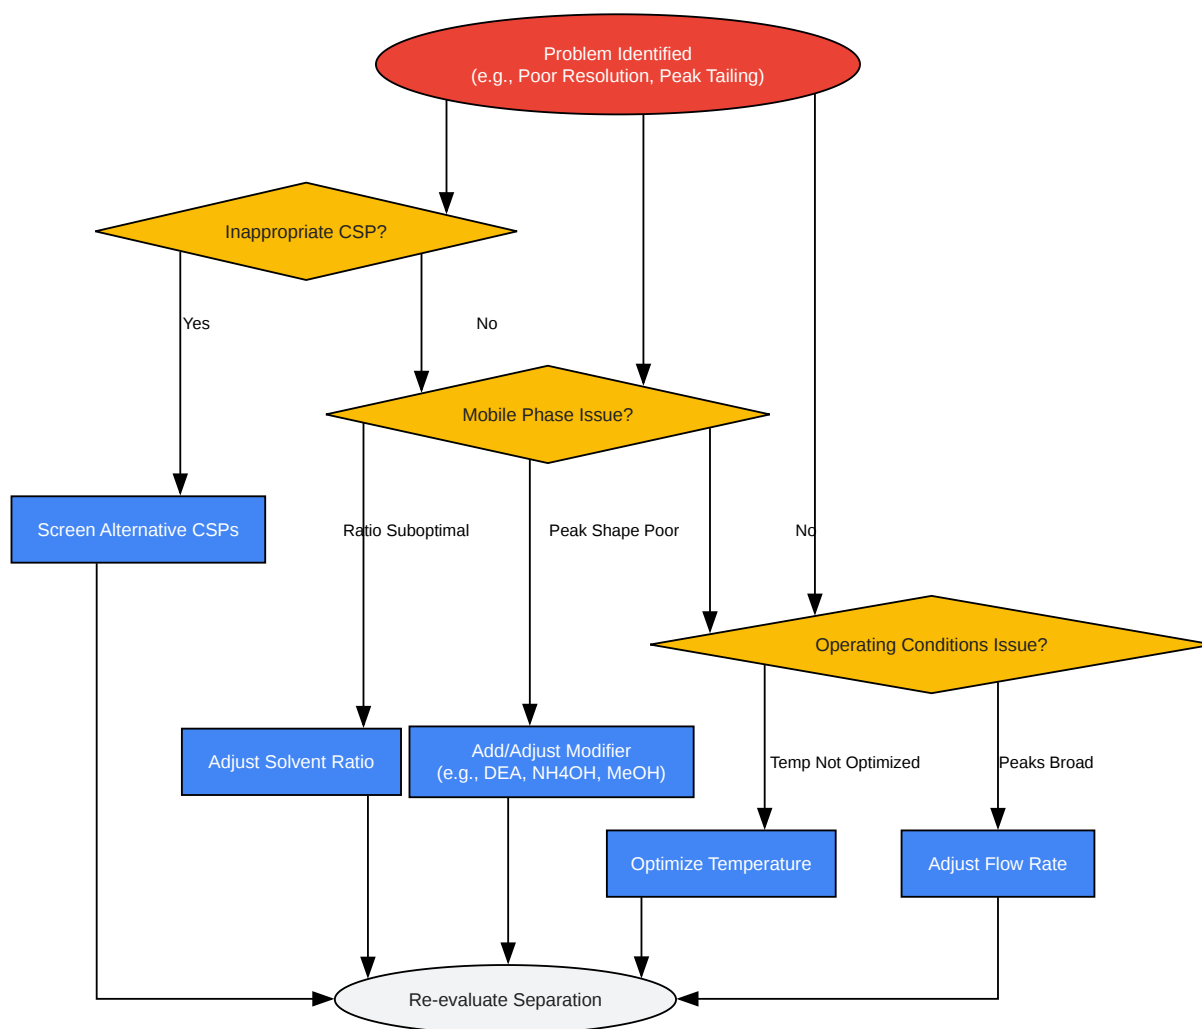 Problem Identified
(e.g., Poor Resolution, Peak Tailing)
Inappropriate CSP?
Yes
No
Mobile Phase Issue?
Screen Alternative CSPs
Ratio Suboptimal
Peak Shape Poor
No
Operating Conditions Issue?
Adjust Solvent Ratio
Add/Adjust Modifier
(e.g., DEA, NH4OH, MeOH)
Temp Not Optimized
Peaks Broad
Optimize Temperature
Adjust Flow Rate
Re-evaluate Separation